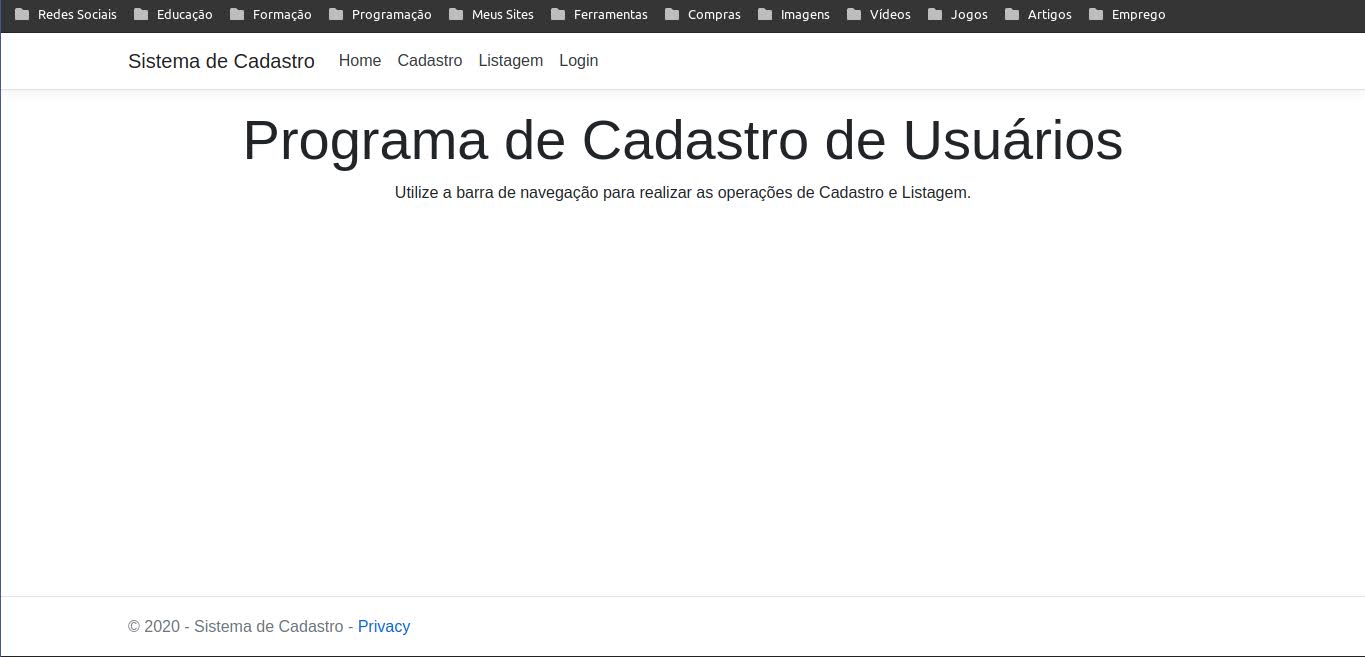 Redes Sociais Educação Formação Programação Meus Sites Ferramentas Compras Imagens Vídeos Jogos Artigos Emprego
Sistema de Cadastro Home Cadastro Listagem Login
Programa de Cadastro de Usuários
Utilize a barra de navegação para realizar as operações de Cadastro e Listagem.
© 2020 - Sistema de Cadastro - Privacy